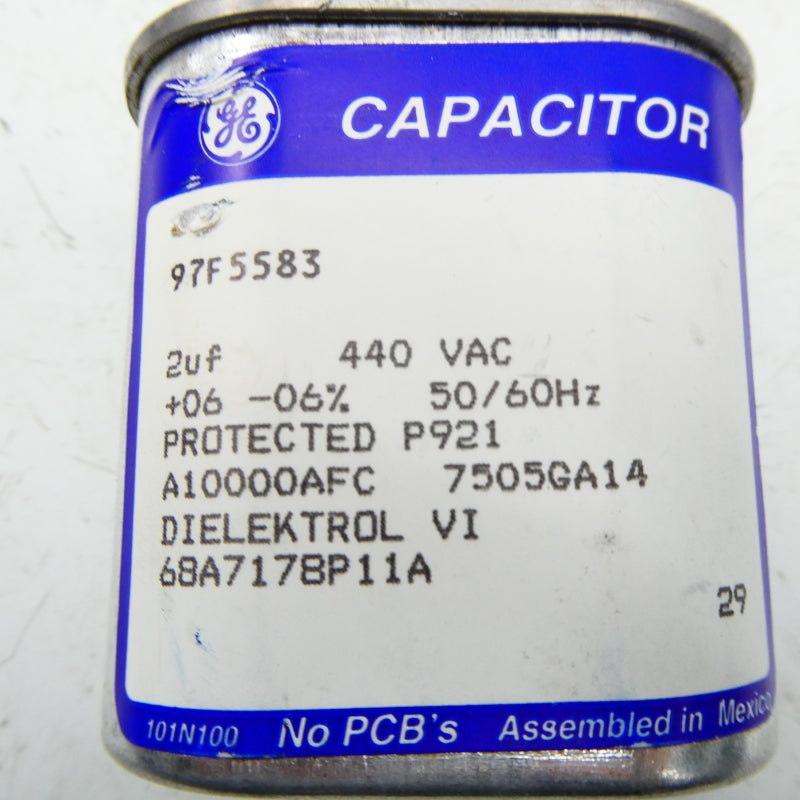 GE CAPACITOR
97F5583
2uf 440 VAC
+06 -06% 50/60Hz
PROTECTED P921
A10000AFC 7505GA14
DIELEKTROL VI
68A7178P11A
29
101N100 No PCB's Assembled in Mexico